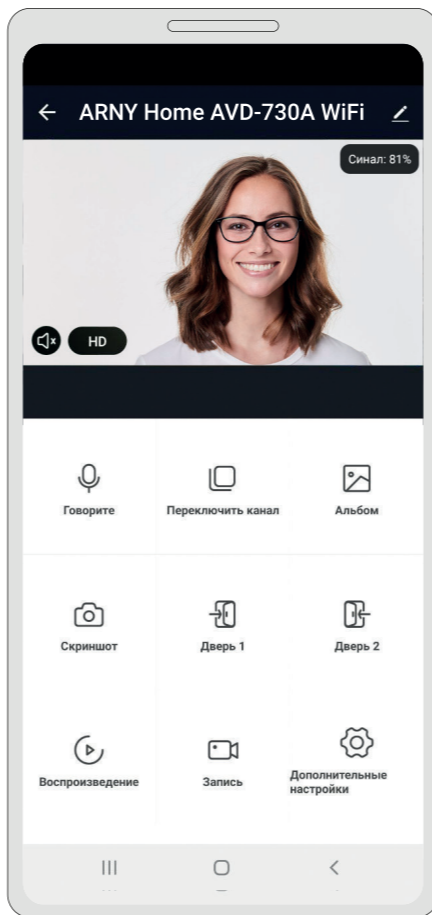 ARNY Home AVD-730A WiFi
Синал: 81%
HD
Говорите
Переключить канал
Альбом
Скриншот
Дверь 1
Дверь 2
Воспроизведение
Запись
Дополнительные
настройки